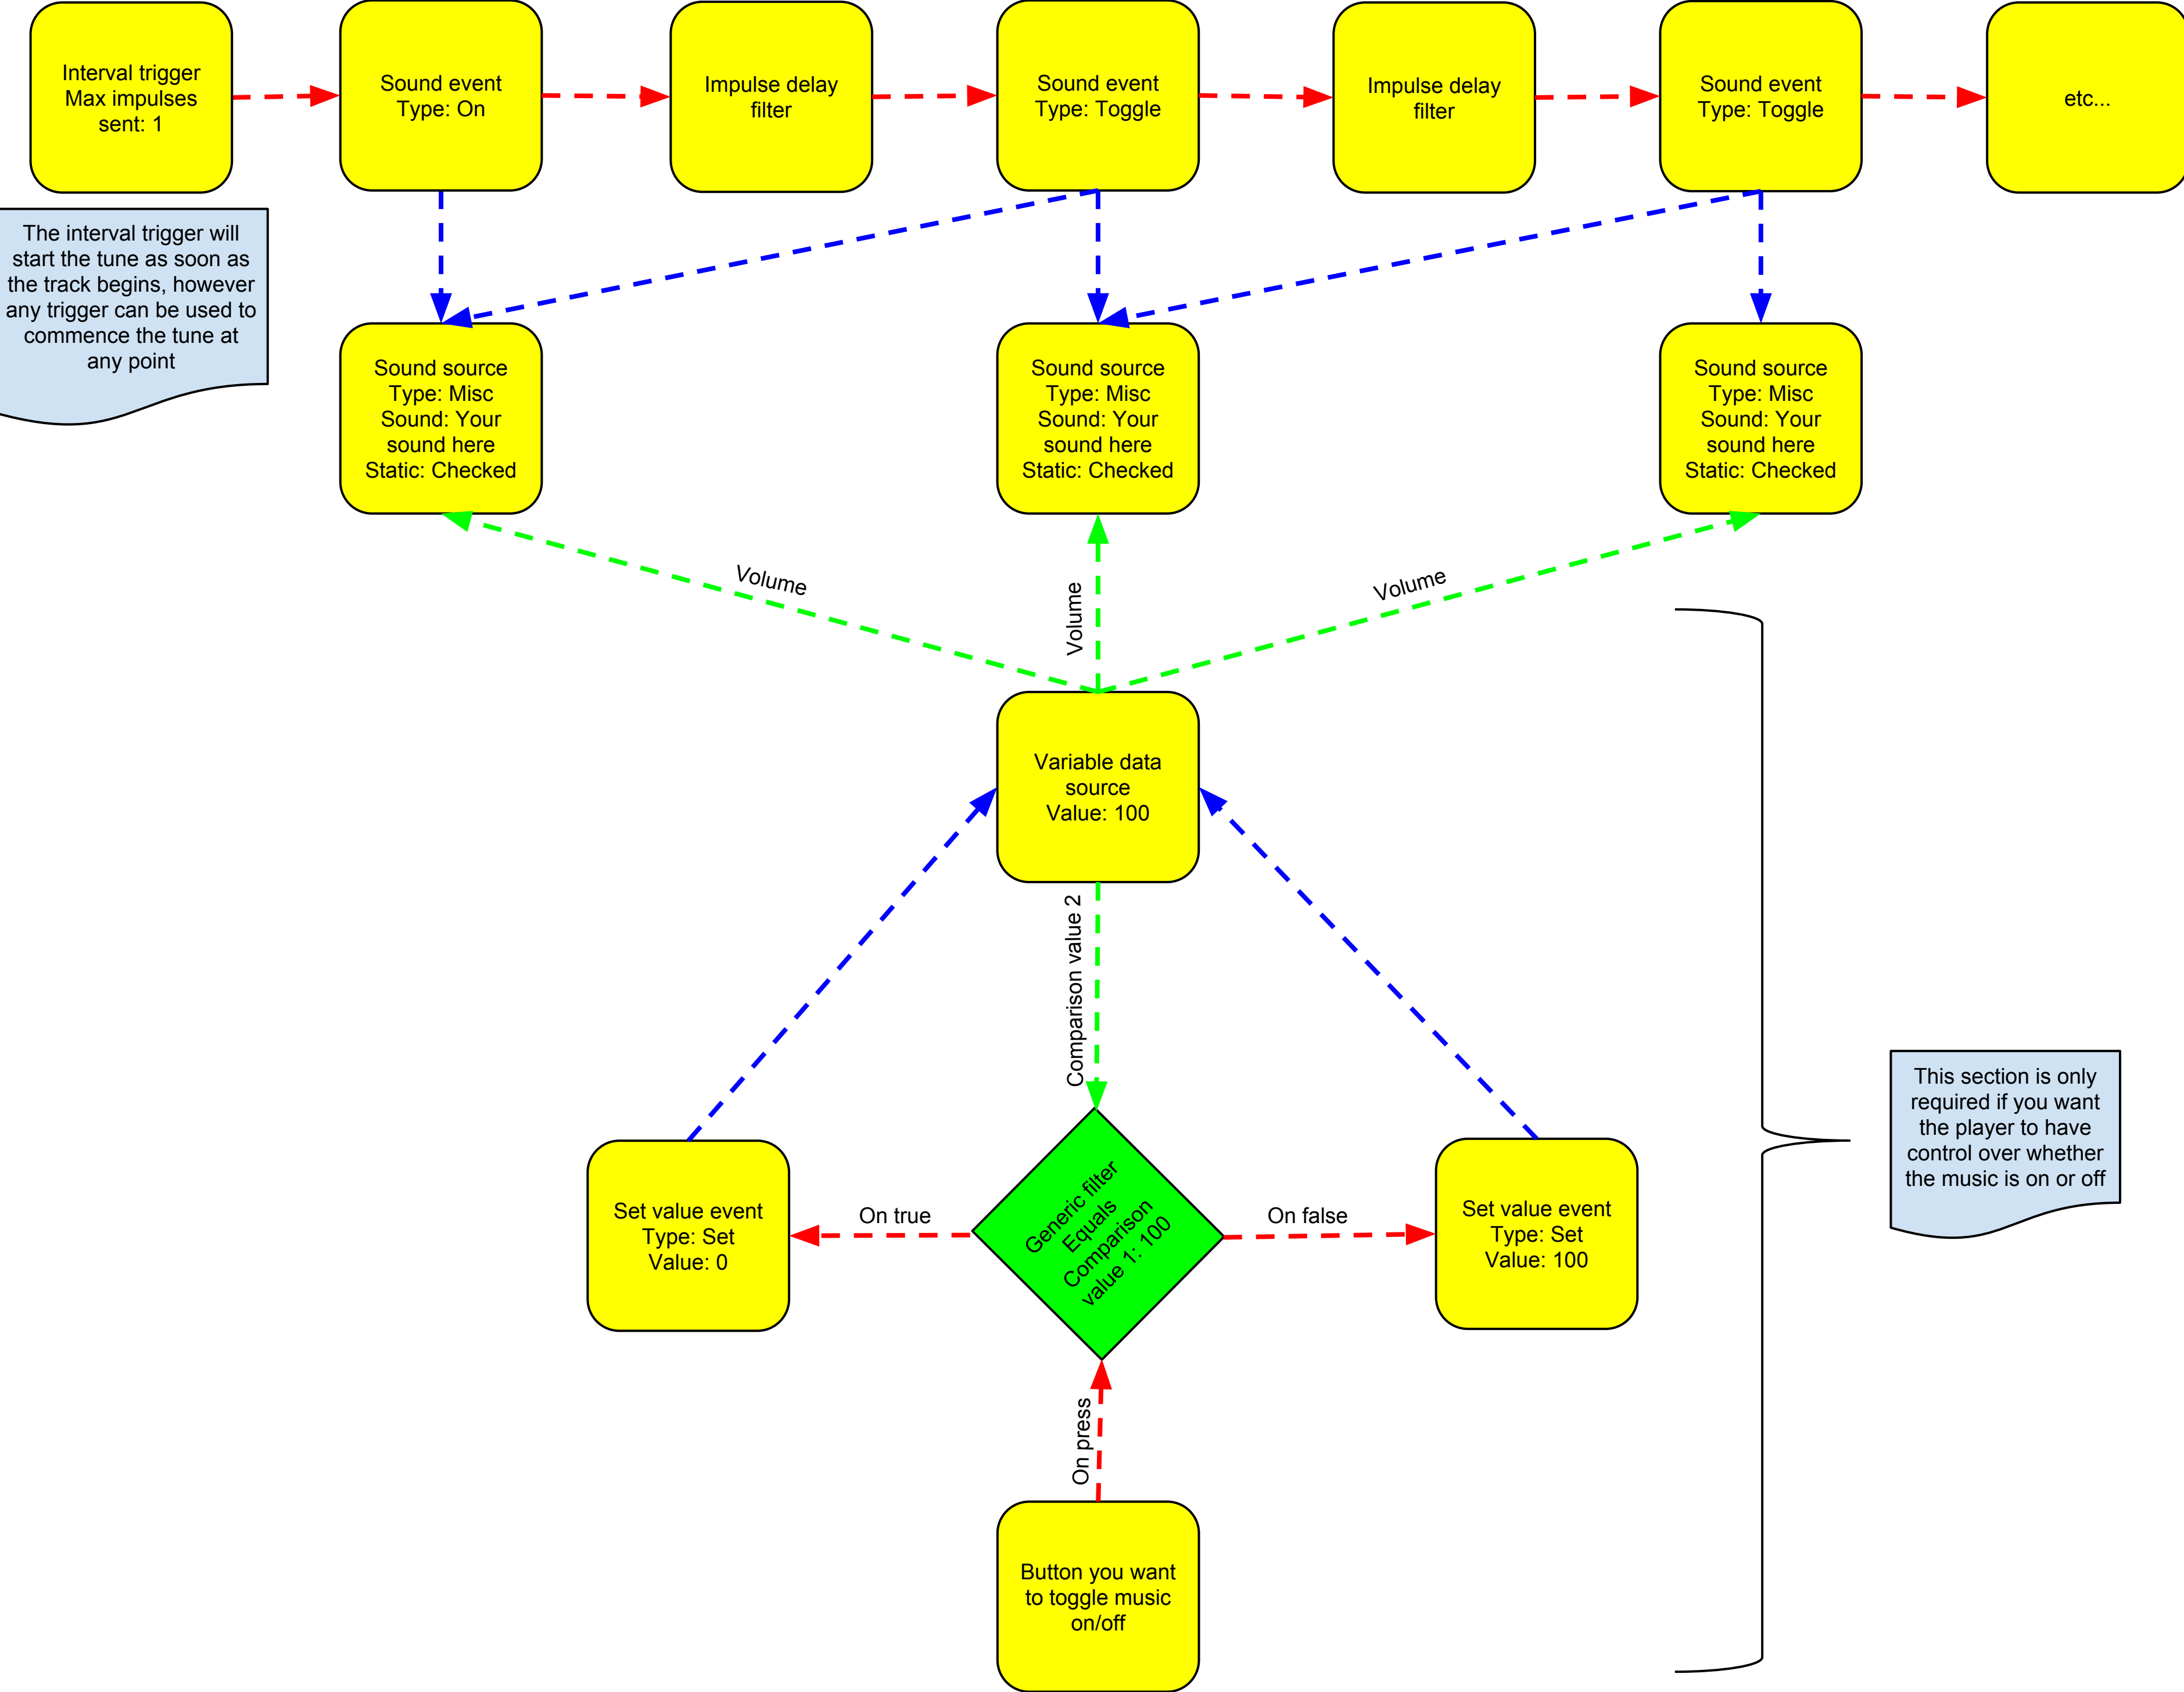 Interval trigger
Max impulses
sent: 1
Sound event
Type: On
Impulse delay
filter
Sound event
Type: Toggle
Impulse delay
filter
Sound event
Type: Toggle
etc...
The interval trigger will
start the tune as soon as
the track begins, however
any trigger can be used to
commence the tune at
any point
Sound source
Type: Misc
Sound: Your
sound here
Static: Checked
Sound source
Type: Misc
Sound: Your
sound here
Static: Checked
Sound source
Type: Misc
Sound: Your
sound here
Static: Checked
Volume
Volume
Volume
Variable data
source
Value: 100
Comparison value 2
This section is only
required if you want
the player to have
control over whether
the music is on or off
Set value event
Type: Set
Value: 0
On true
Generic filter
Equals
Comparison
value 1: 100
On false
Set value event
Type: Set
Value: 100
On press
Button you want
to toggle music
on/off